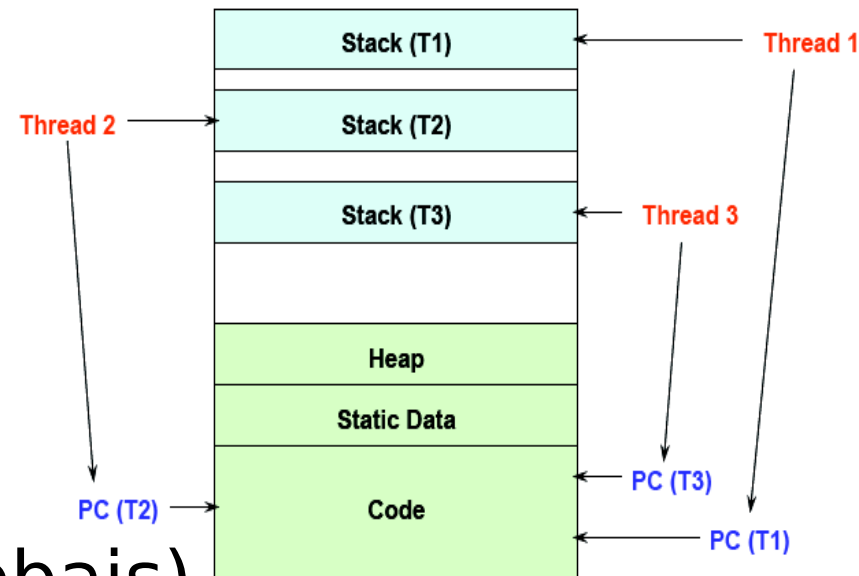 Stack (T1)
Thread 1
Thread 2
Stack (T2)
Stack (T3)
Thread 3
Heap
Static Data
PC (T3)
PC (T2)
Code
PC (T1)